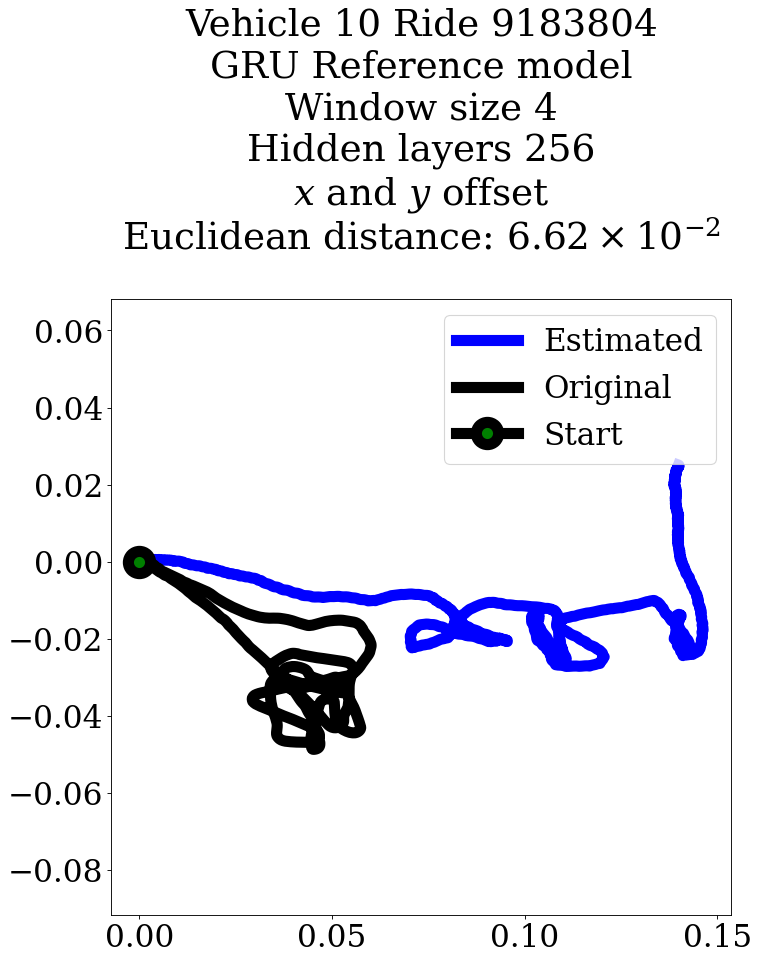 Vehicle 10 Ride 9183804
GRU Reference model
Window size 4
Hidden layers 256
x and y offset
Euclidean distance: 6.62 × 10⁻²
Estimated
Original
Start
0.06
0.04
0.02
0.00
−0.02
−0.04
−0.06
−0.08
0.00 0.05 0.10 0.15